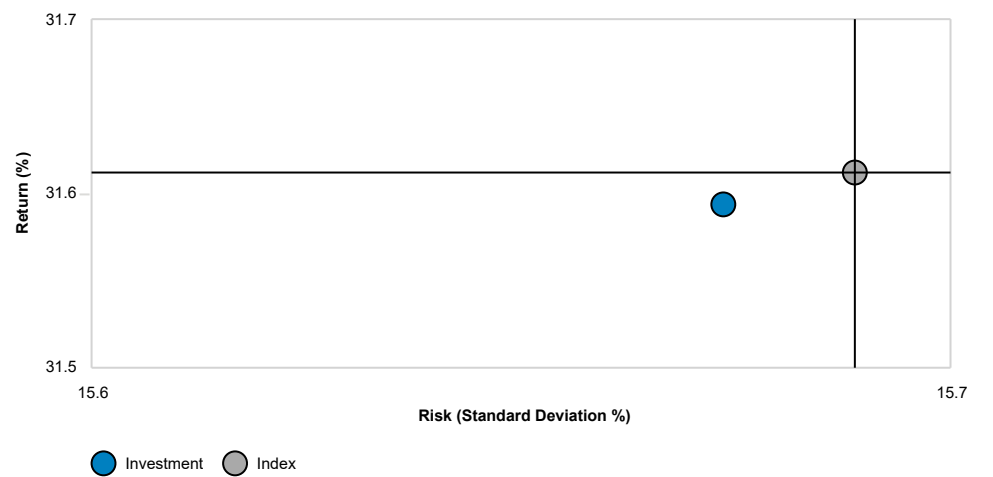 31.7
31.6
31.5
Return (%)
15.6
15.7
Risk (Standard Deviation %)
Investment
Index